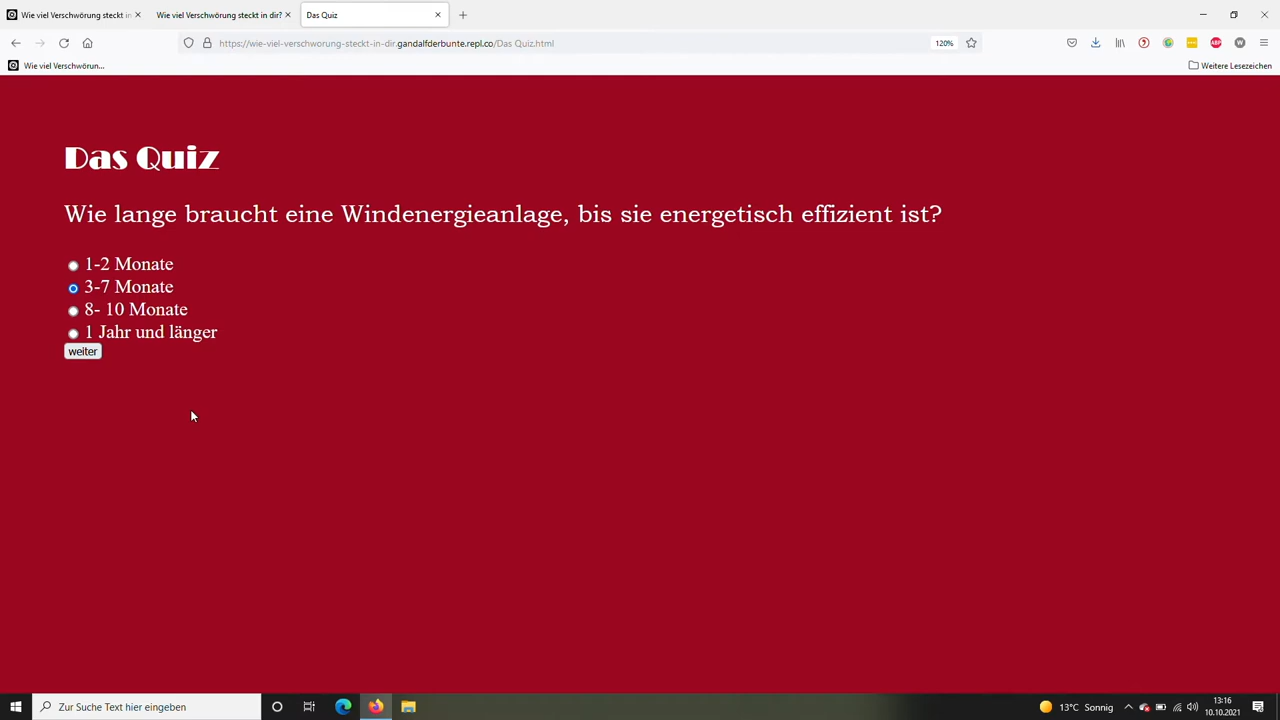 Wie viel Verschwörung steckt in
Wie viel Verschwörung steckt in dir?
Das Quiz
https://wie-viel-verschworung-steckt-in-dir.gandalfderbunte.repl.co/Das Quiz.html
120%
ABP
W
Wie viel Verschwörun...
Weitere Lesezeichen
Das Quiz
Wie lange braucht eine Windenergieanlage, bis sie energetisch effizient ist?
1-2 Monate
3-7 Monate
8- 10 Monate
1 Jahr und länger
weiter
Zur Suche Text hier eingeben
13°C Sonnig
13:16
10.10.2021